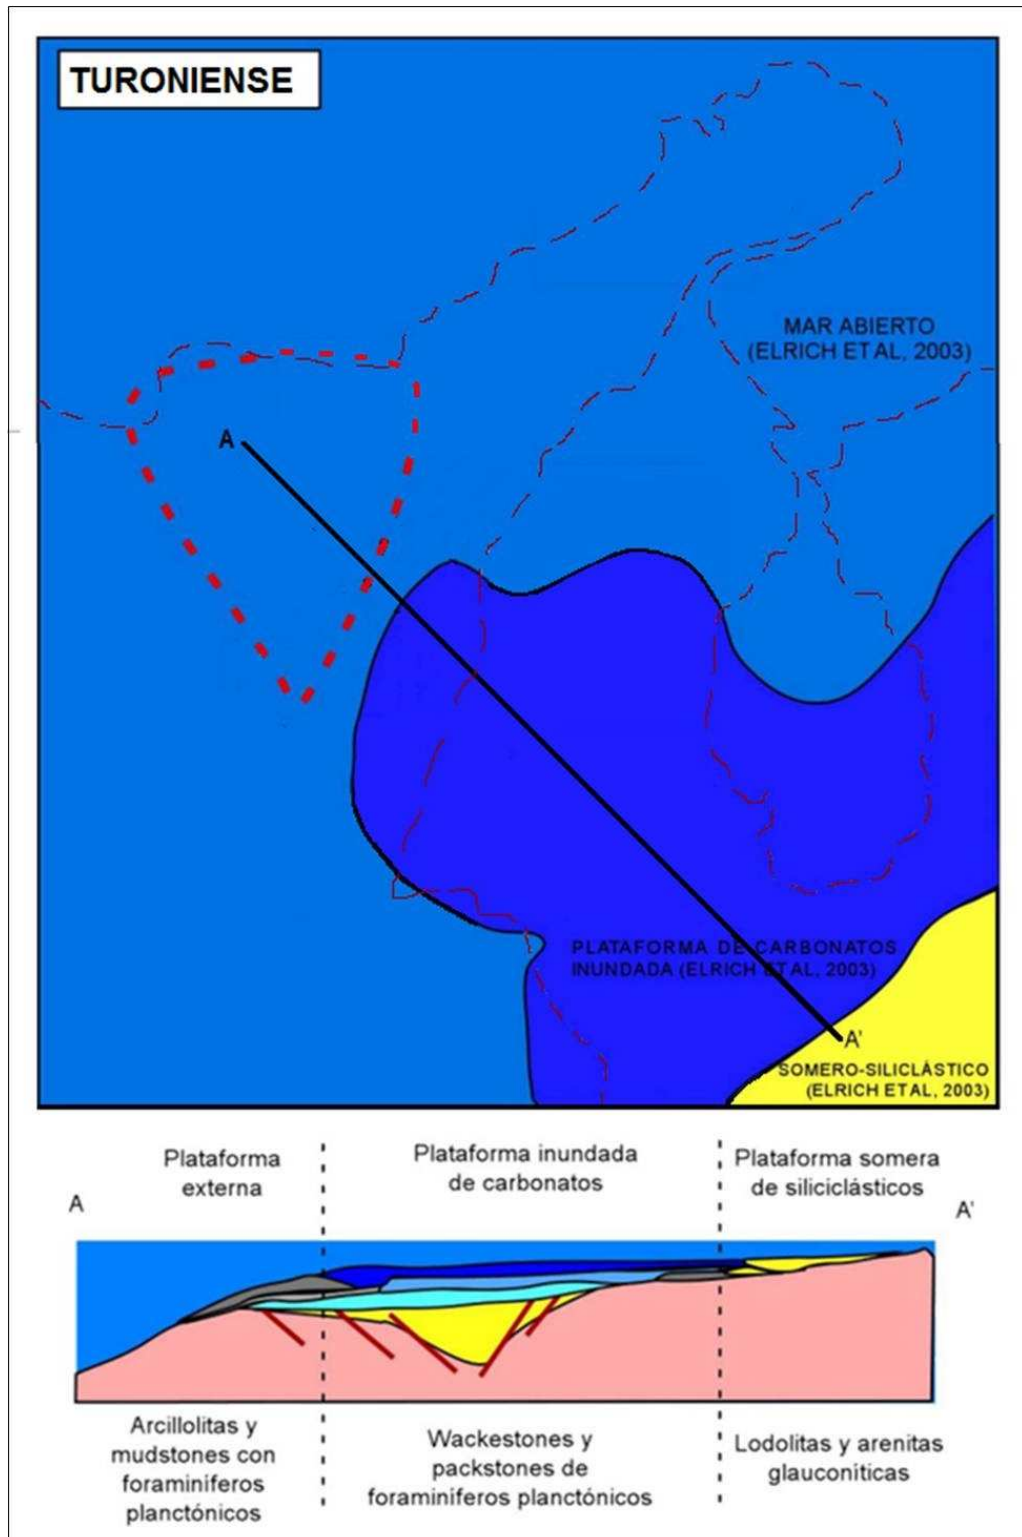 TURONIENSE
MAR ABIERTO
(ELRICH ET AL, 2003)
A
PLATAFORMA DE CARBONATOS
INUNDADA (ELRICH ET AL, 2003)
A'
SOMERO-SILICLÁSTICO
(ELRICH ET AL, 2003)
Plataforma
externa
Plataforma inundada
de carbonatos
Plataforma somera
de siliciclásticos
A
A'
Arcillolitas y
mudstones con
foraminíferos
planctónicos
Wackestones y
packstones de
foraminíferos planctónicos
Lodolitas y arenitas
glauconíticas